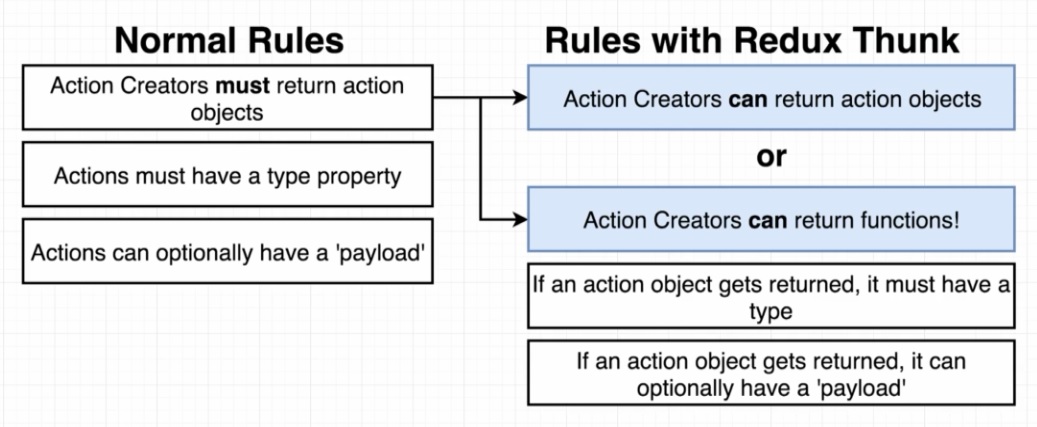 Normal Rules
Action Creators must return action
objects
Actions must have a type property
Actions can optionally have a 'payload'
Rules with Redux Thunk
Action Creators can return action objects
or
Action Creators can return functions!
If an action object gets returned, it must have a
type
If an action object gets returned, it can
optionally have a 'payload'